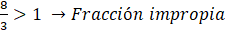 8/3 > 1 → Fracción impropia